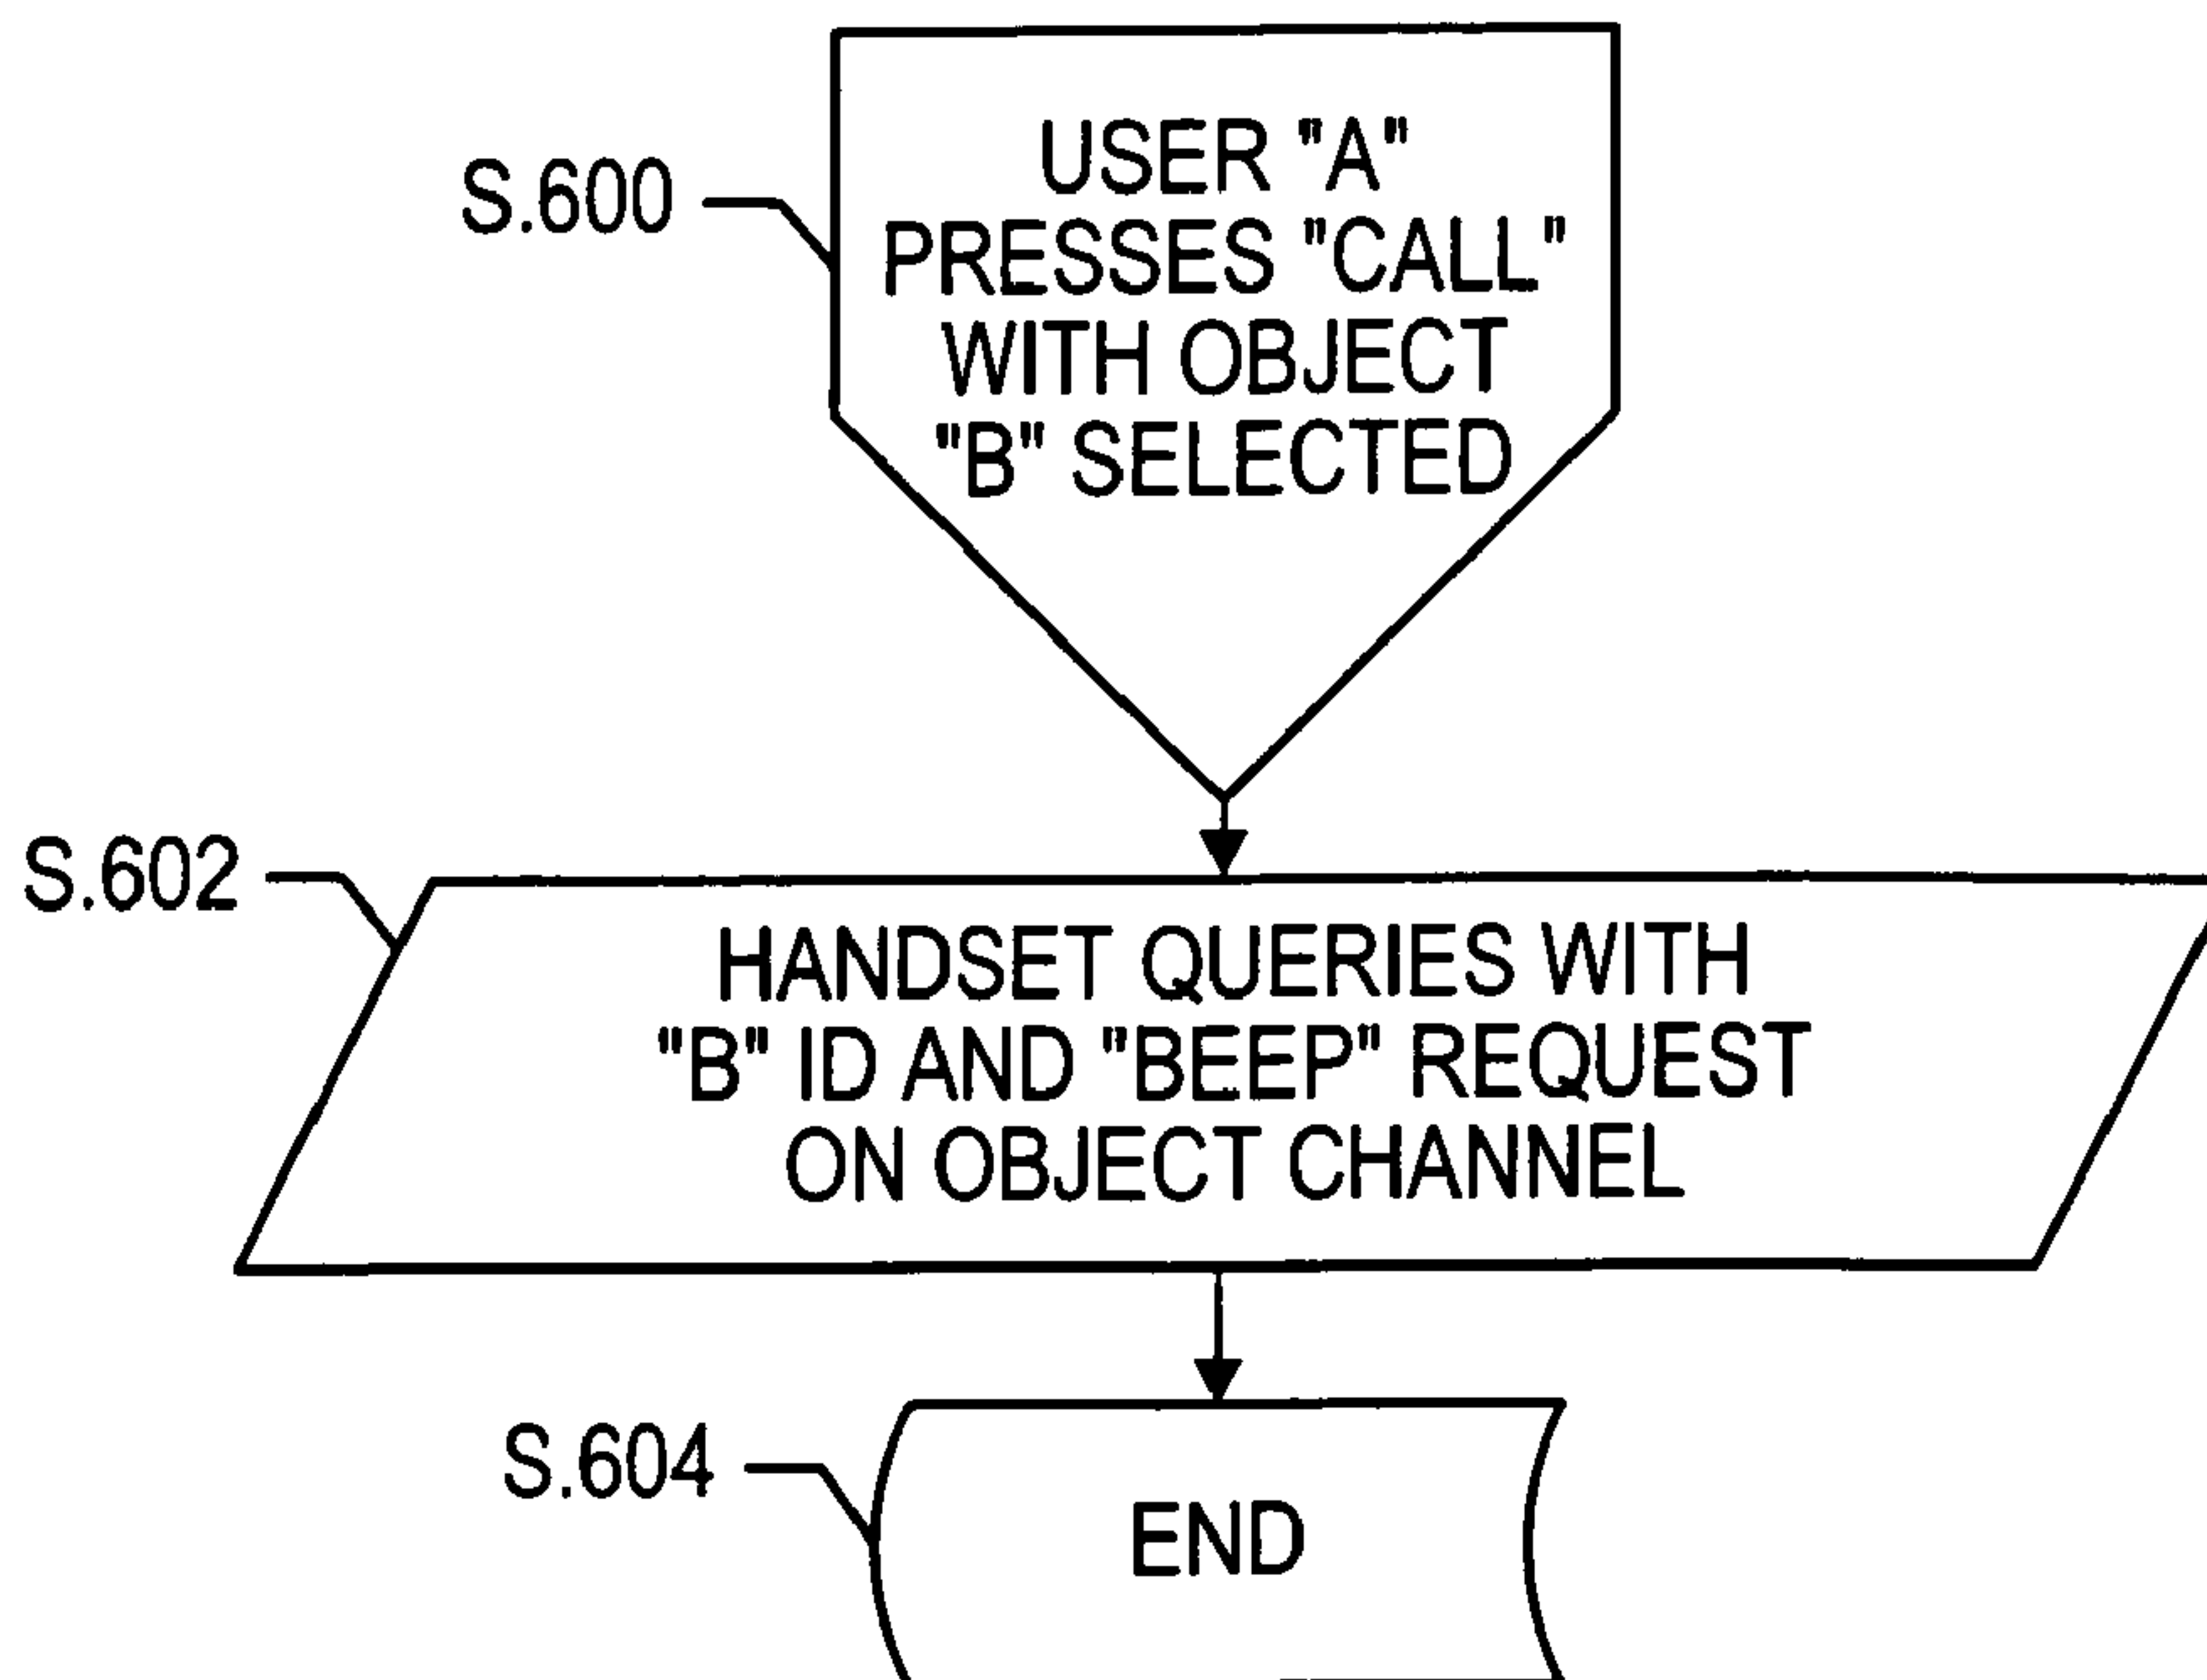 S.600
USER "A"
PRESSES "CALL"
WITH OBJECT
"B" SELECTED
S.602
HANDSET QUERIES WITH
"B" ID AND "BEEP" REQUEST
ON OBJECT CHANNEL
S.604
END